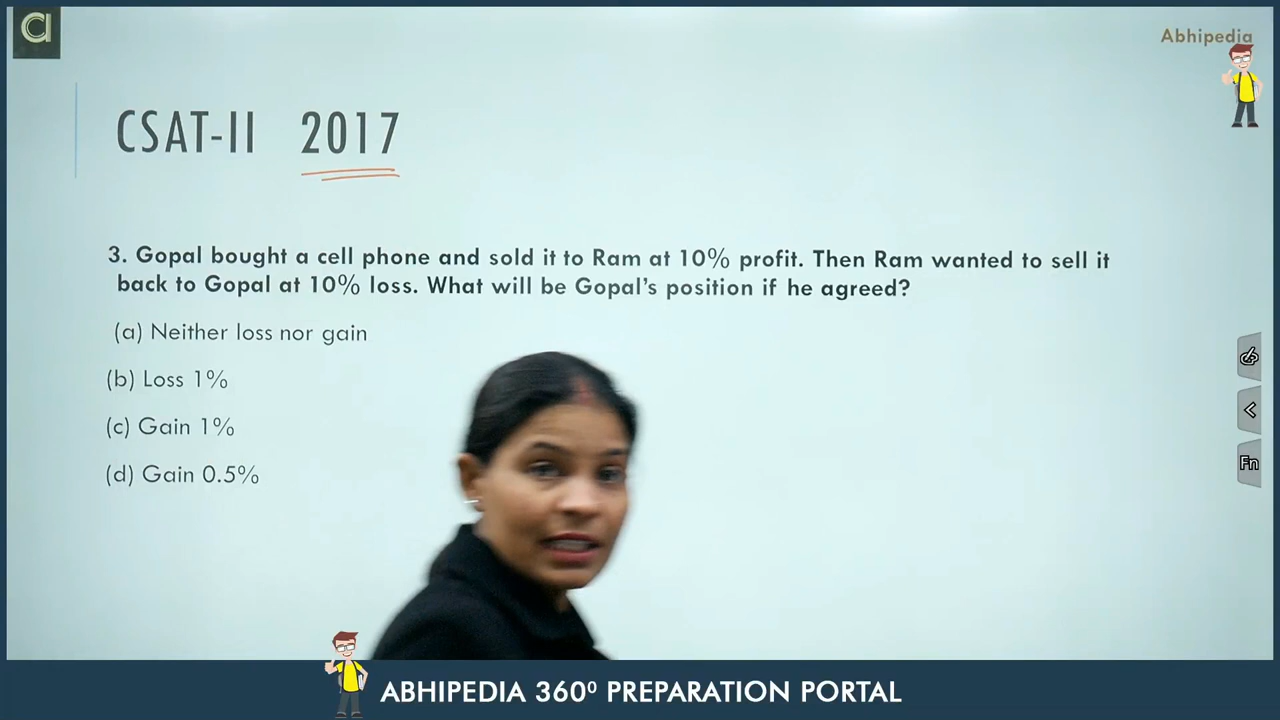 Abhipedia
CSAT-II 2017
3. Gopal bought a cell phone and sold it to Ram at 10% profit. Then Ram wanted to sell it
back to Gopal at 10% loss. What will be Gopal's position if he agreed?
(a) Neither loss nor gain
(b) Loss 1%
(c) Gain 1%
(d) Gain 0.5%
Fn
ABHIPEDIA 360⁰ PREPARATION PORTAL